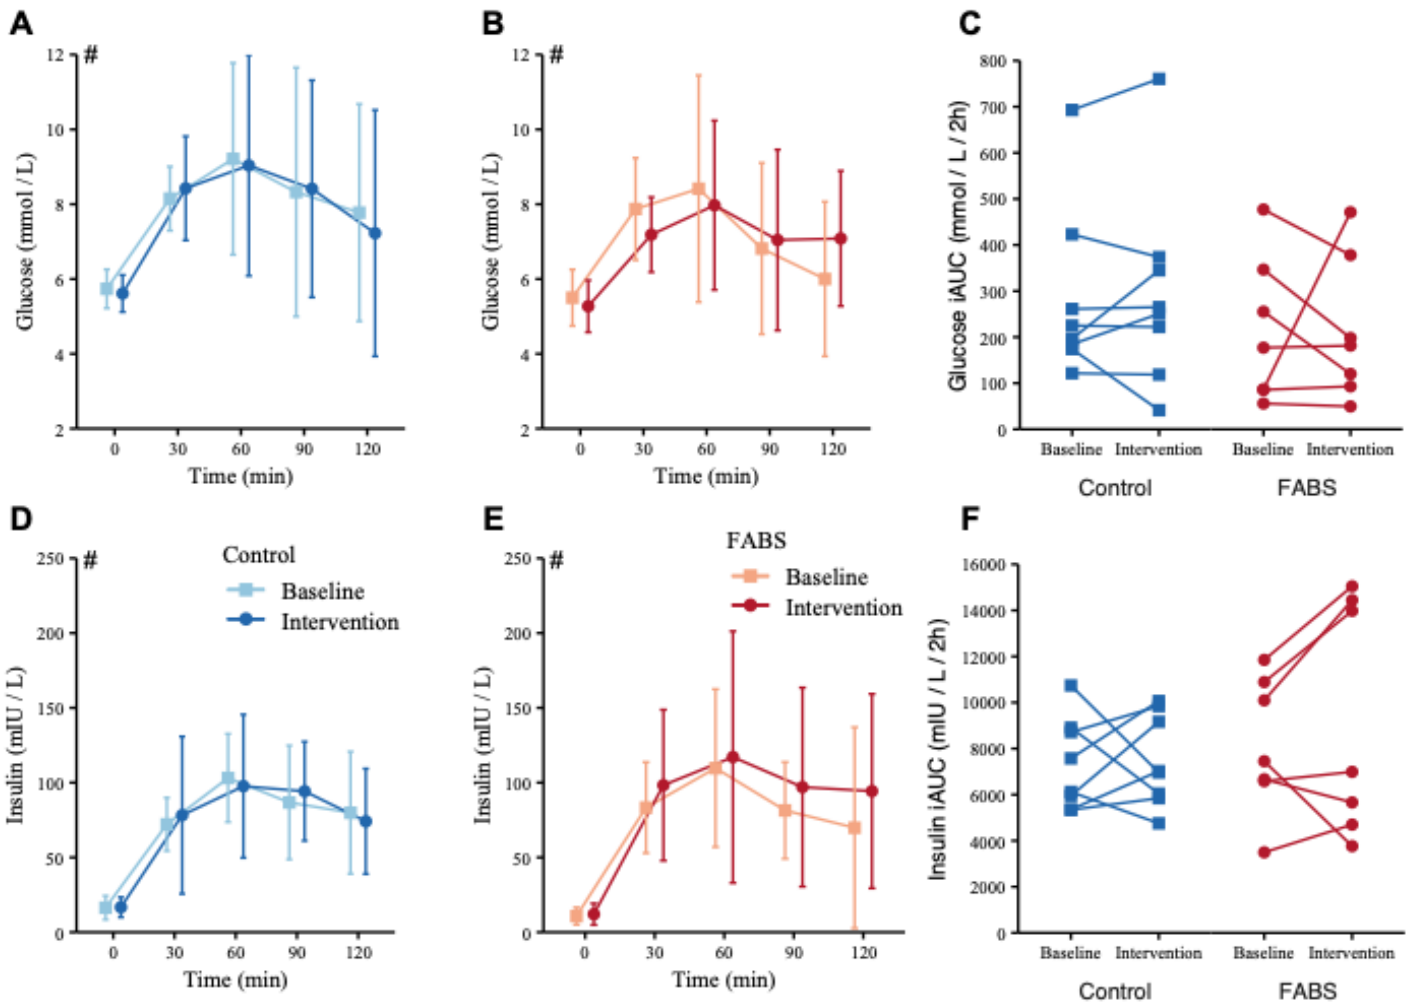 A
#
12
10
8
6
4
2
Glucose (mmol / L)
0 30 60 90 120
Time (min)
B
#
12
10
8
6
4
2
Glucose (mmol / L)
0 30 60 90 120
Time (min)
C
800
700
600
500
400
300
200
100
0
Glucose iAUC (mmol / L / 2h)
Baseline Intervention Baseline Intervention
Control FABS
D
#
250
200
150
100
50
0
Insulin (mIU / L)
Control
Baseline
Intervention
0 30 60 90 120
Time (min)
E
#
250
200
150
100
50
0
Insulin (mIU / L)
FABS
Baseline
Intervention
0 30 60 90 120
Time (min)
F
16000
14000
12000
10000
8000
6000
4000
2000
0
Insulin iAUC (mIU / L / 2h)
Baseline Intervention Baseline Intervention
Control FABS